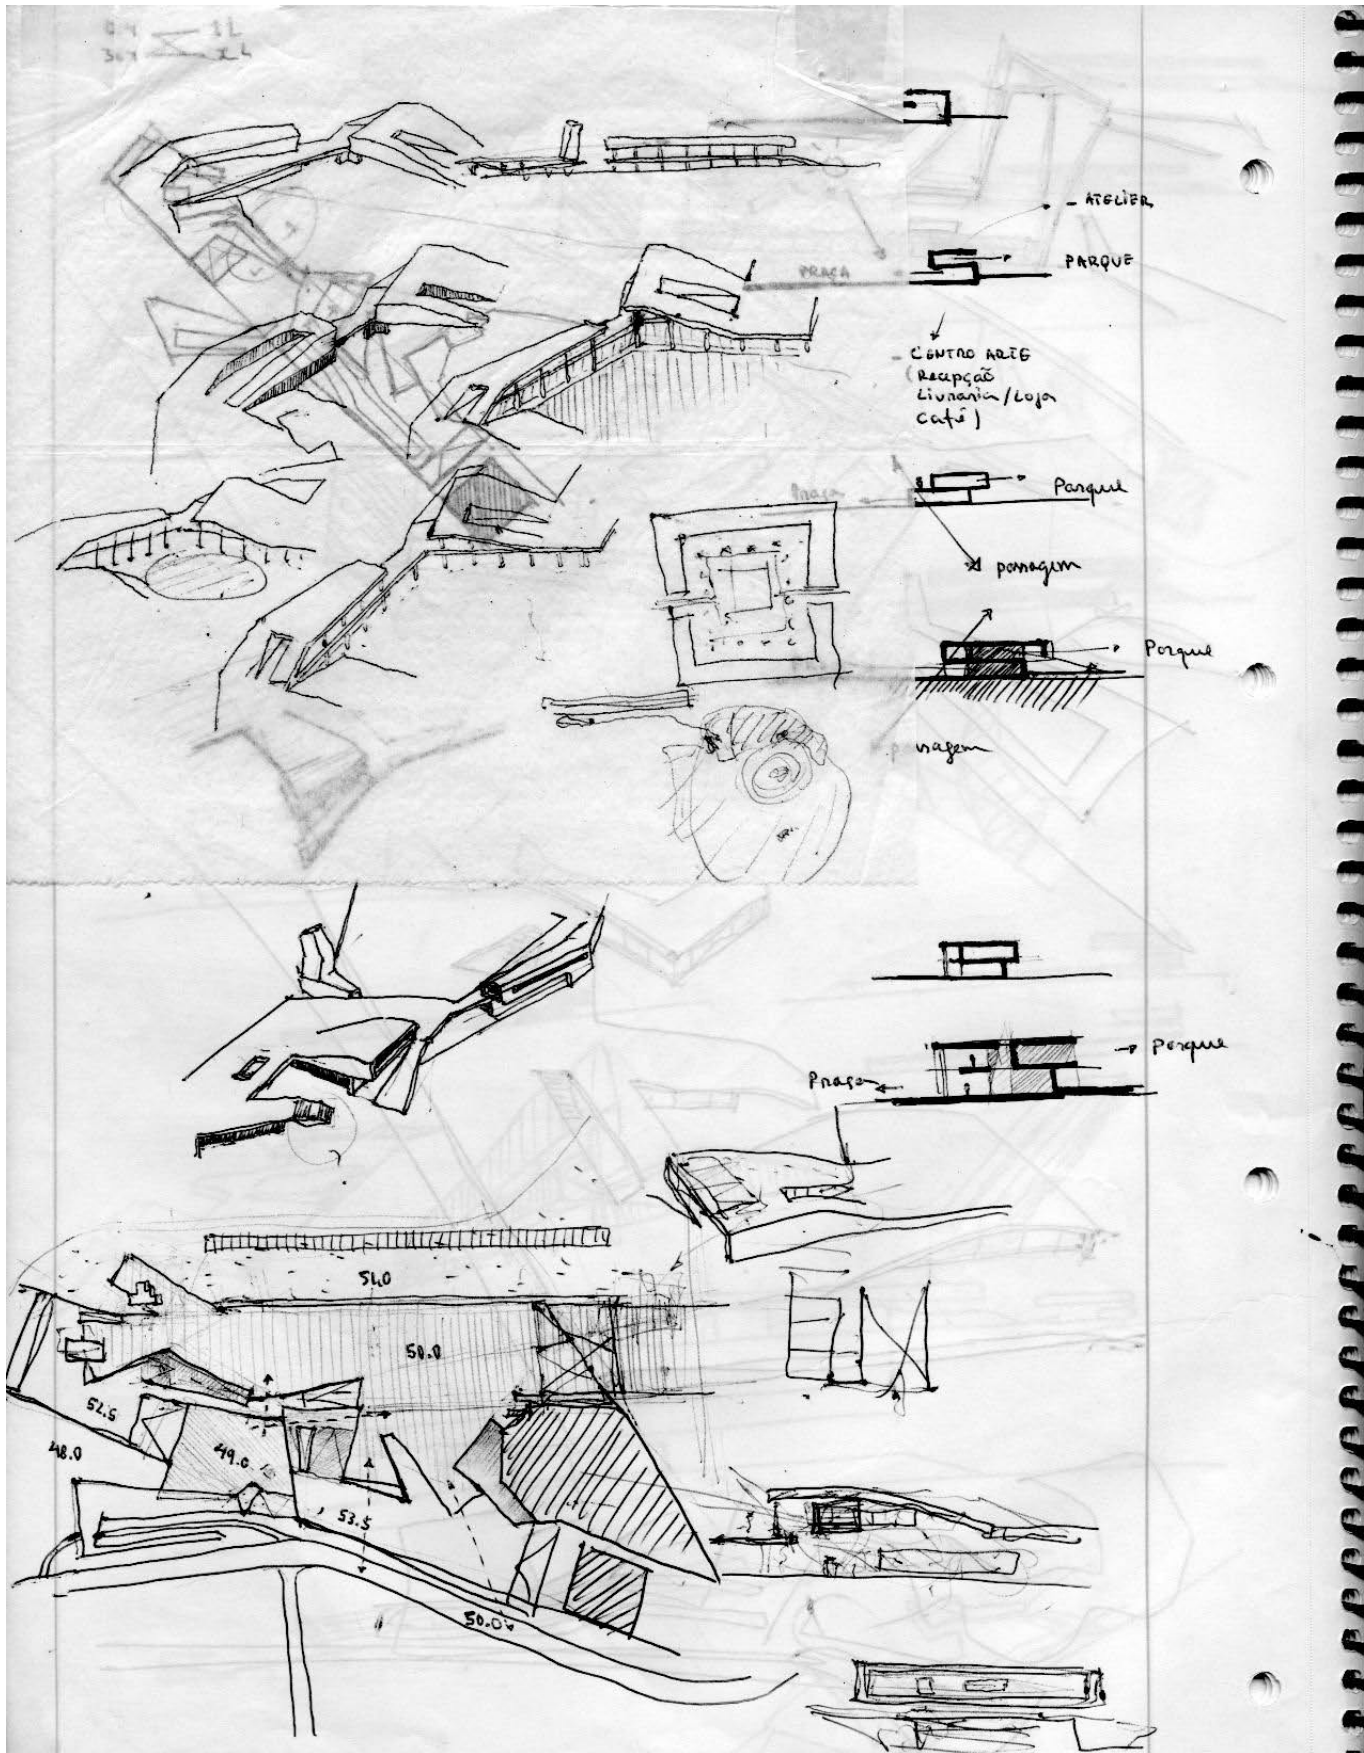 - ATELIER
PARQUE
PRAÇA
- CENTRO ARTE
(Recepção
Livraria/Loja
Café)
Parque
Praça
passagem
Parque
passagem
Parque
Praça
54.0
50.0
52.5
48.0
49.0
53.5
50.0